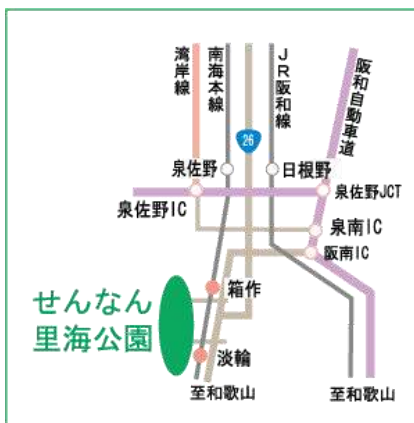 湾岸線
南海本線
JR阪和線
阪和自動車道
26
泉佐野
日根野
泉佐野JCT
泉佐野IC
泉南IC
阪南IC
せんなん
里海公園
箱作
淡輪
至和歌山
至和歌山